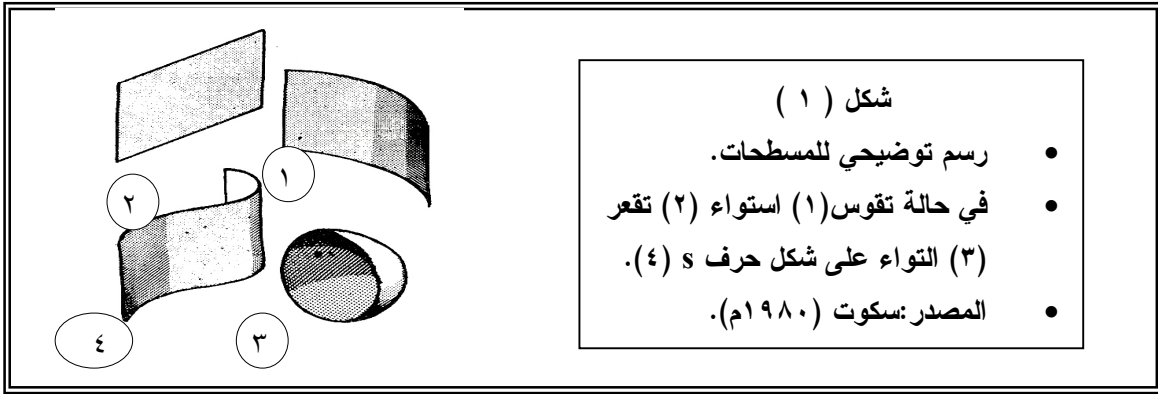 شكل ( ١ )
• رسم توضيحي للمسطحات.
• في حالة تقوس(١) استواء (٢) تقعر
(٣) التواء على شكل حرف s (٤).
• المصدر:سكوت (١٩٨٠م).
١
٢
٣
٤